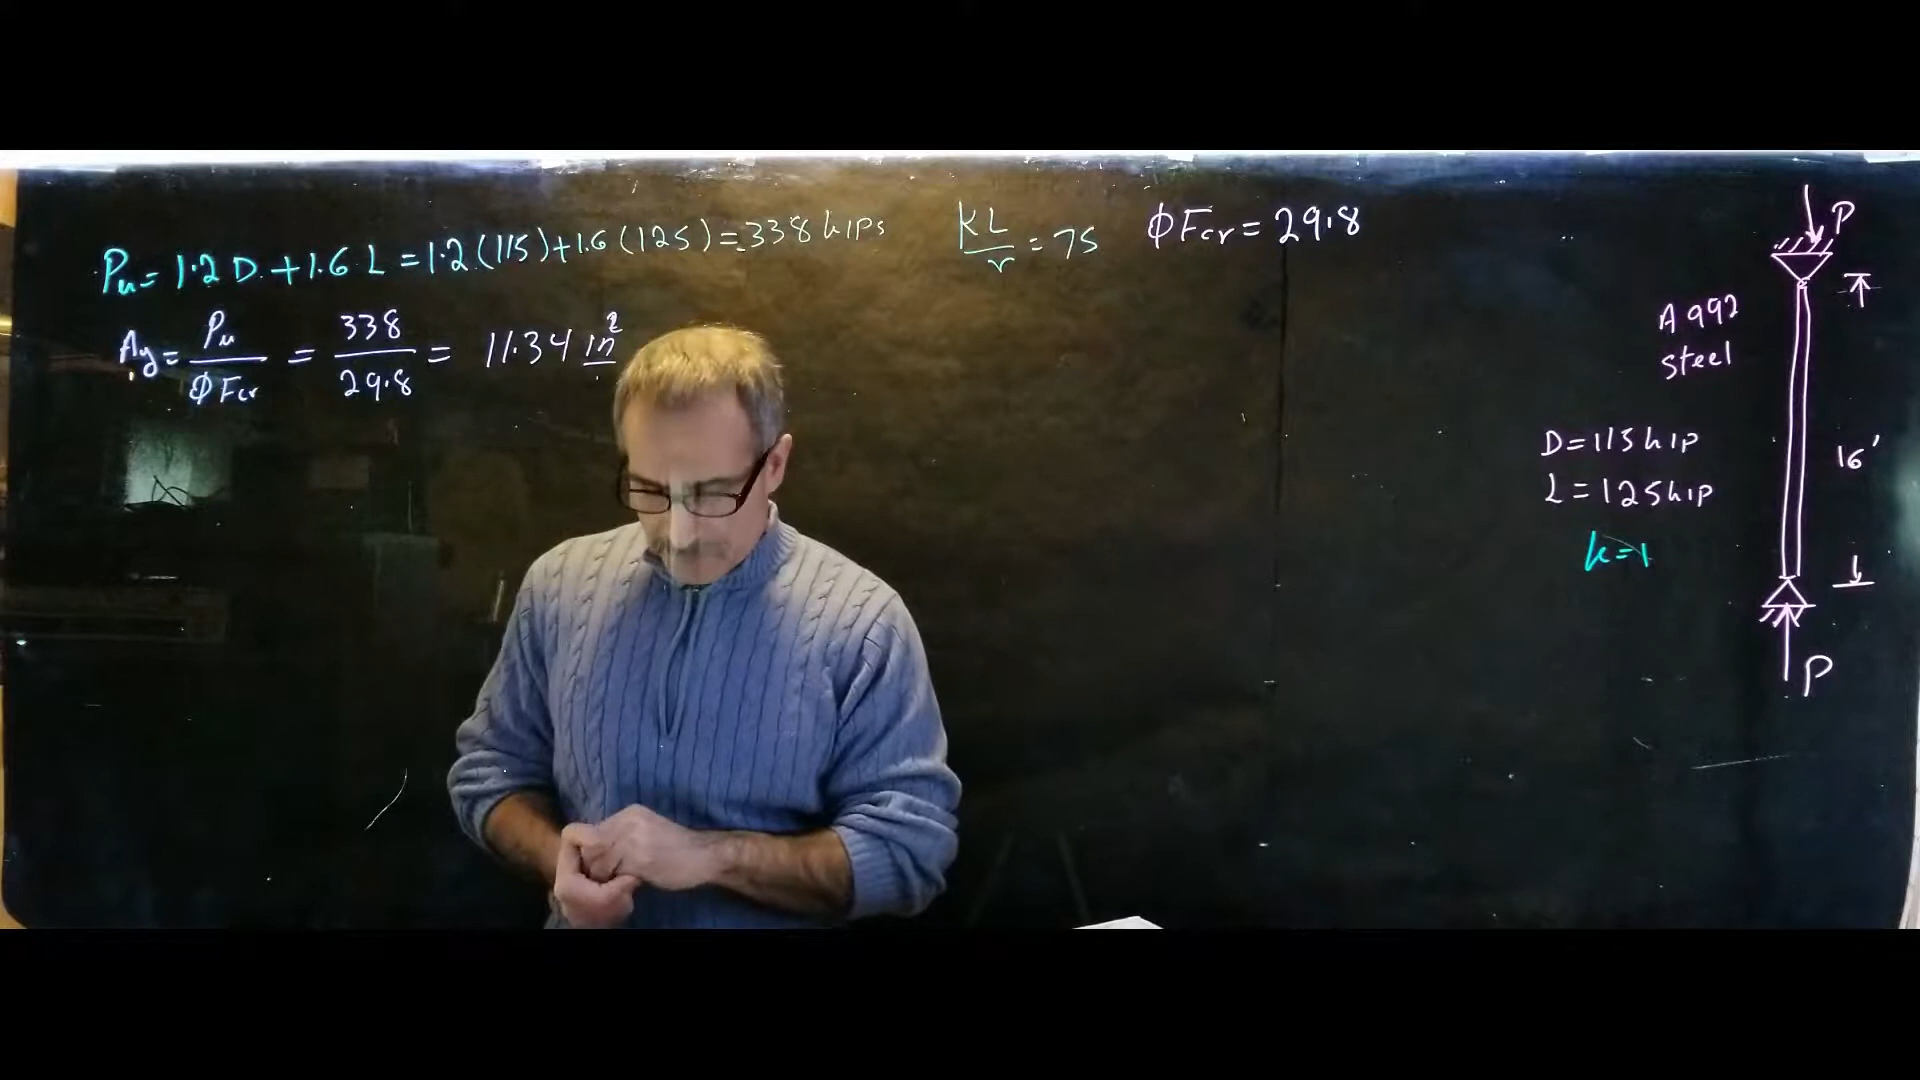 Pu = 1.2 D + 1.6 L = 1.2 (115) + 1.6 (125) = 338 kips
Ag = Pu / ϕFcr = 338 / 29.8 = 11.34 in²
KL / r = 75
ϕFcr = 29.8
P
A992
steel
D = 115 kip
L = 125 kip
k = 1
16'
P